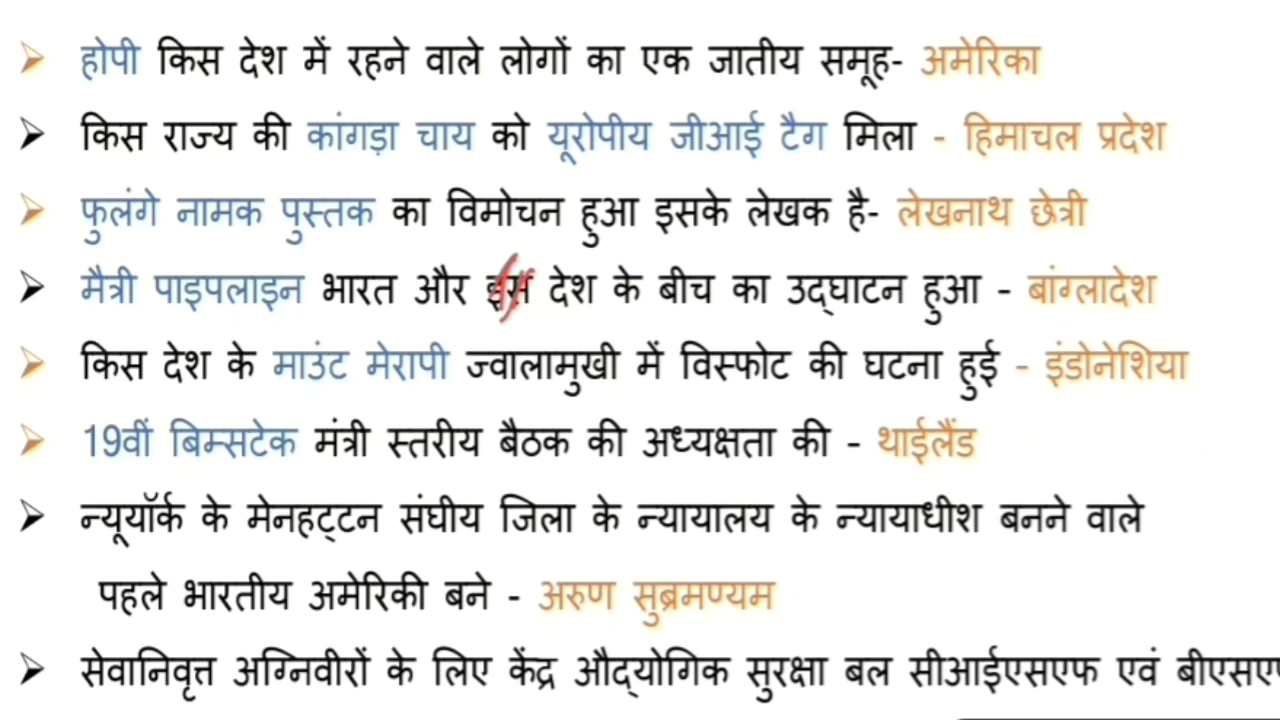 होपी किस देश में रहने वाले लोगों का एक जातीय समूह- अमेरिका
किस राज्य की कांगड़ा चाय को यूरोपीय जीआई टैग मिला - हिमाचल प्रदेश
फुलंगे नामक पुस्तक का विमोचन हुआ इसके लेखक है- लेखनाथ छेत्री
मैत्री पाइपलाइन भारत और इस देश के बीच का उद्घाटन हुआ - बांग्लादेश
किस देश के माउंट मेरापी ज्वालामुखी में विस्फोट की घटना हुई - इंडोनेशिया
19वीं बिम्सटेक मंत्री स्तरीय बैठक की अध्यक्षता की - थाईलैंड
न्यूयॉर्क के मेनहट्टन संघीय जिला के न्यायालय के न्यायाधीश बनने वाले
पहले भारतीय अमेरिकी बने - अरुण सुब्रमण्यम
सेवानिवृत्त अग्निवीरों के लिए केंद्र औद्योगिक सुरक्षा बल सीआईएसएफ एवं